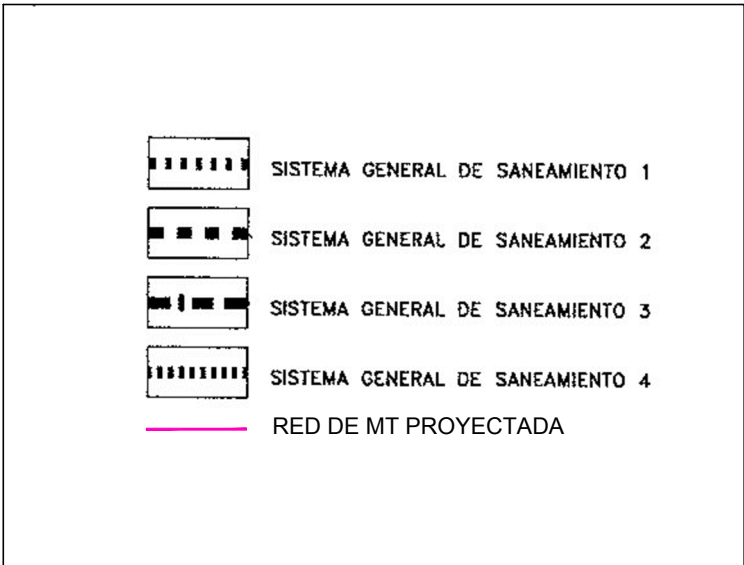 SISTEMA GENERAL DE SANEAMIENTO 1
SISTEMA GENERAL DE SANEAMIENTO 2
SISTEMA GENERAL DE SANEAMIENTO 3
SISTEMA GENERAL DE SANEAMIENTO 4
RED DE MT PROYECTADA